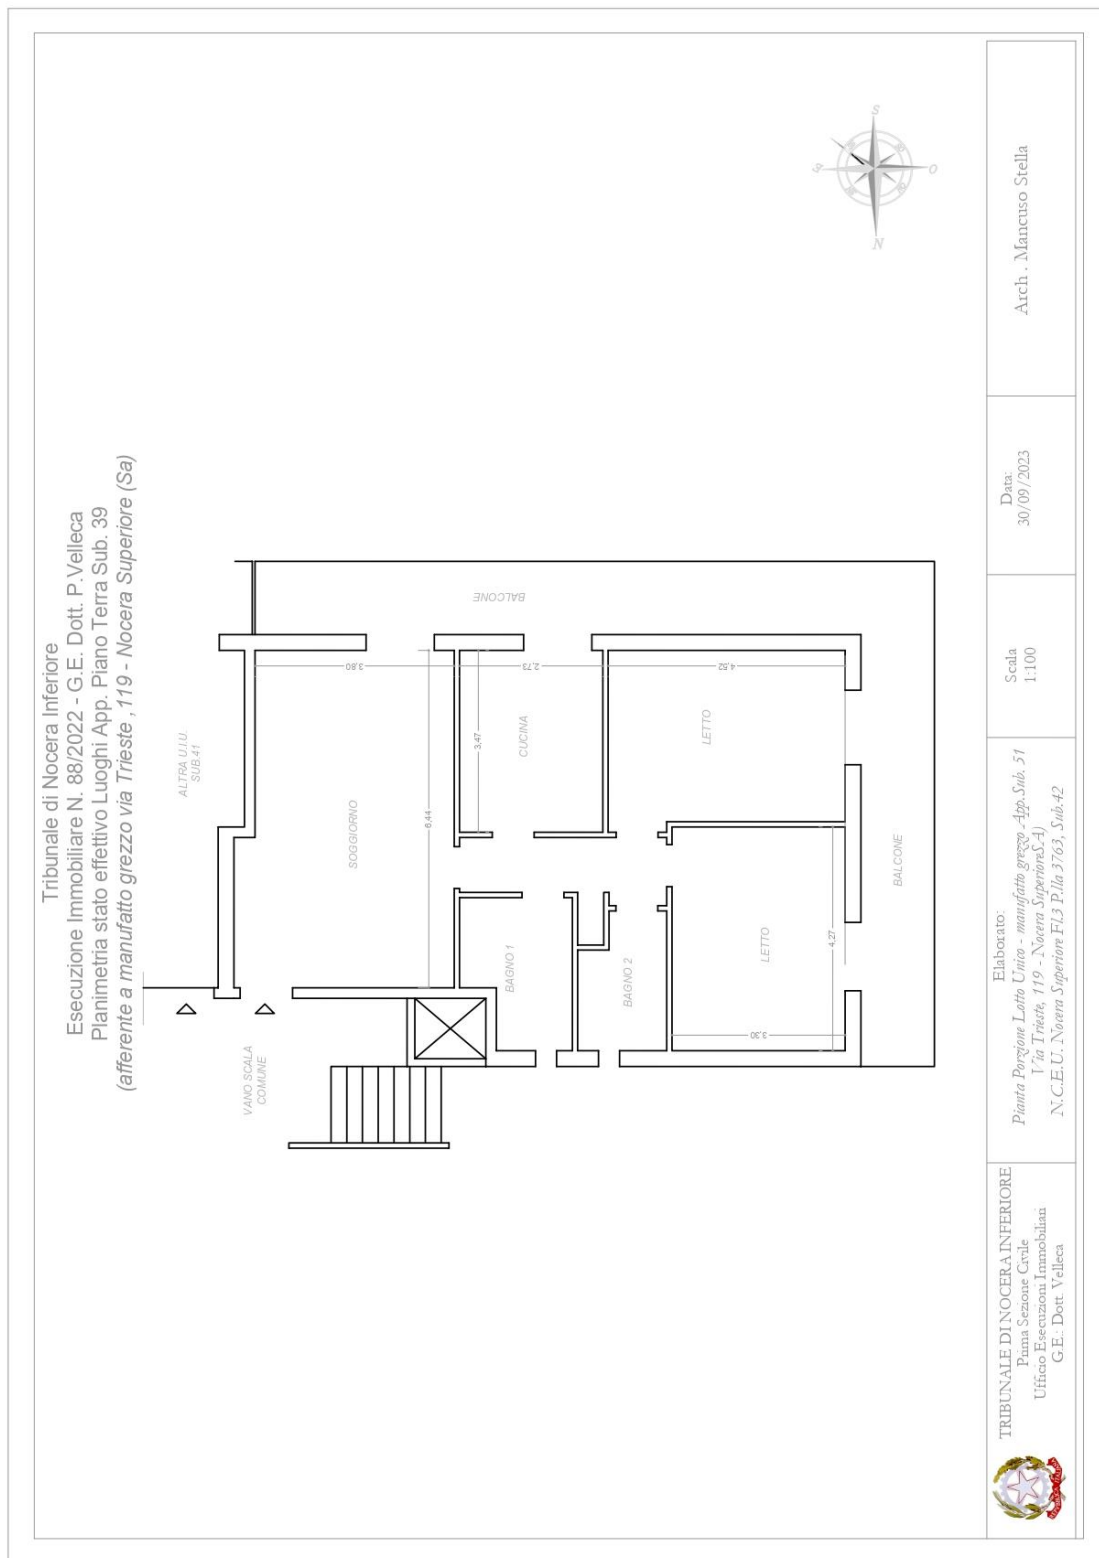 Tribunale di Nocera Inferiore
Esecuzione Immobiliare N. 88/2022 - G.E. Dott. P.Velleca
Planimetria stato effettivo Luoghi App. Piano Terra Sub. 39
(afferente a manufatto grezzo via Trieste ,119 - Nocera Superiore (Sa)
ALTRA U.I.U.
SUB.41
VANO SCALA
COMUNE
SOGGIORNO
3,80
6,44
BALCONE
CUCINA
3,47
2,73
BAGNO 1
BAGNO 2
LETTO
4,52
LETTO
3,30
4,27
BALCONE
S
E
O
N
TRIBUNALE DI NOCERA INFERIORE
Prima Sezione Civile
Ufficio Esecuzioni Immobiliari
G.E.: Dott. Velleca
Elaborato:
Pianta Porzione Lotto Unico - manufatto grezzo App.Sub. 51
Via Trieste, 119 - Nocera Superiore(SA)
N.C.E.U. Nocera Superiore Fl.3 P.lla 3763, Sub.42
Scala
1:100
Data:
30/09/2023
Arch . Mancuso Stella